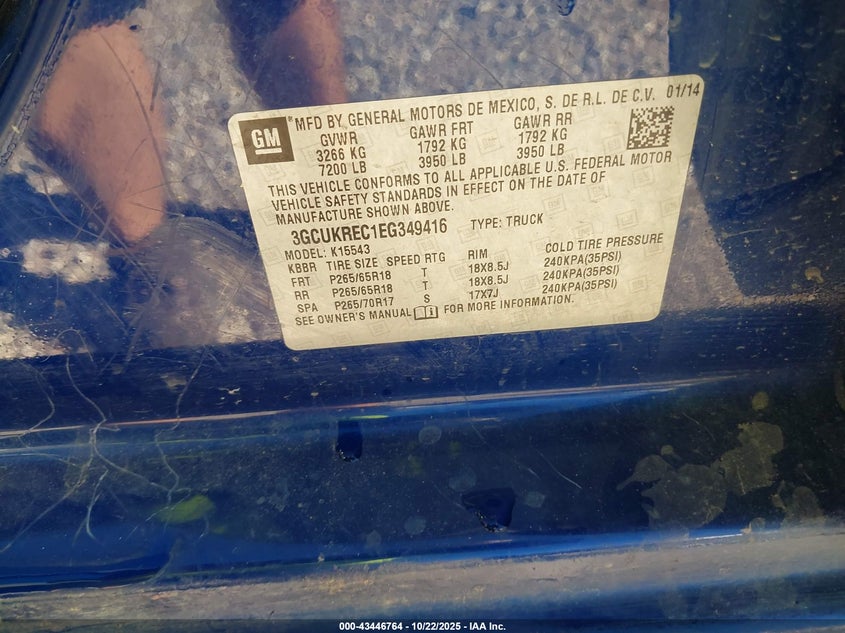 GM
MFD BY GENERAL MOTORS DE MEXICO, S. DE R.L. DE C.V. 01/14
GVWR GAWR FRT GAWR RR
3266 KG 1792 KG 1792 KG
7200 LB 3950 LB 3950 LB
THIS VEHICLE CONFORMS TO ALL APPLICABLE U.S. FEDERAL MOTOR
VEHICLE SAFETY STANDARDS IN EFFECT ON THE DATE OF
MANUFACTURE SHOWN ABOVE.
3GCUKREC1EG349416 TYPE: TRUCK
MODEL: K15543
KBBR TIRE SIZE SPEED RTG RIM COLD TIRE PRESSURE
FRT P265/65R18 T 18X8.5J 240KPA(35PSI)
RR P265/65R18 T 18X8.5J 240KPA(35PSI)
SPA P265/70R17 S 17X7J 240KPA(35PSI)
SEE OWNER'S MANUAL FOR MORE INFORMATION.
000-43446764 - 10/22/2025 - IAA Inc.